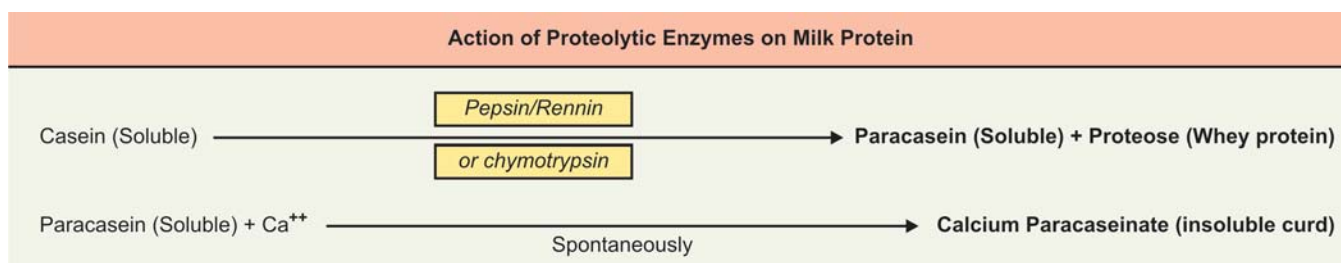 Action of Proteolytic Enzymes on Milk Protein
Pepsin/Rennin
Casein (Soluble) Paracasein (Soluble) + Proteose (Whey protein)
or chymotrypsin
Paracasein (Soluble) + Ca⁺⁺ Calcium Paracaseinate (insoluble curd)
Spontaneously